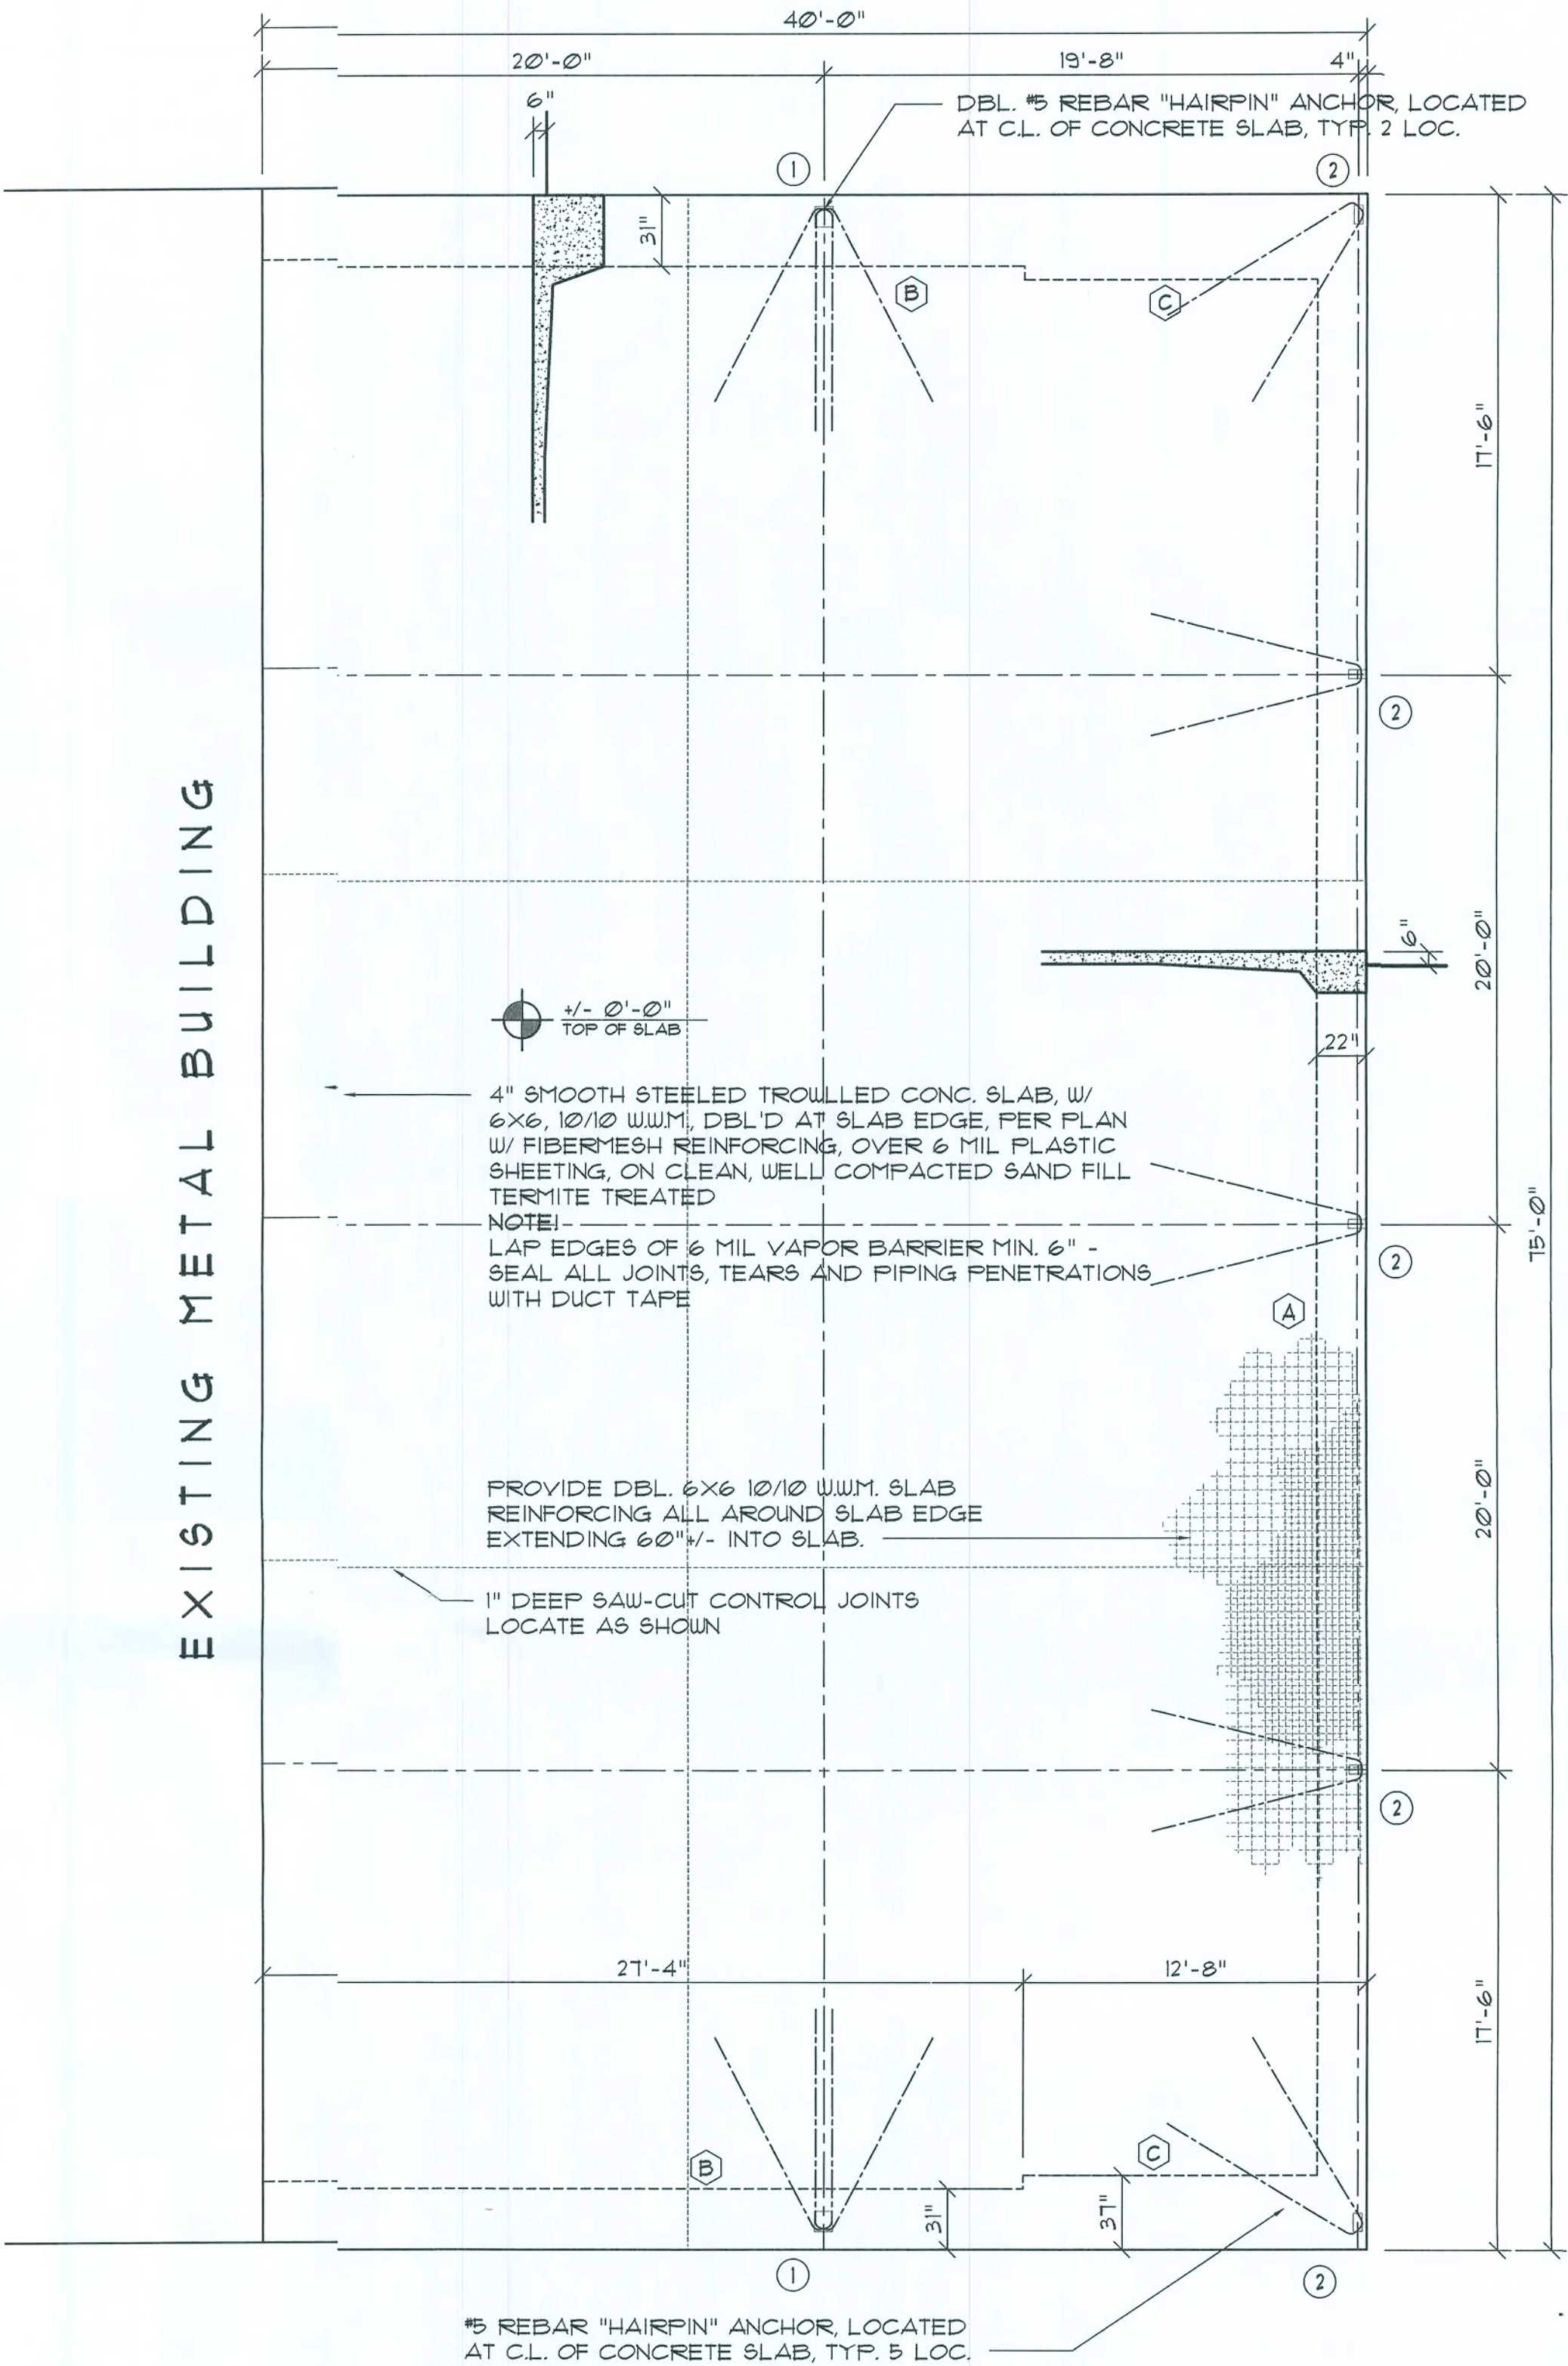 40'-0"
20'-0"
19'-8"
4"
6"
DBL. #5 REBAR "HAIRPIN" ANCHOR, LOCATED
AT C.L. OF CONCRETE SLAB, TYP. 2 LOC.
1
2
31"
B
C
17'-6"
2
6"
20'-0"
EXISTING METAL BUILDING
+/- 0'-0"
TOP OF SLAB
22"
4" SMOOTH STEELED TROWLLED CONC. SLAB, W/
6X6, 10/10 W.W.M., DBL'D AT SLAB EDGE, PER PLAN
W/ FIBERMESH REINFORCING, OVER 6 MIL PLASTIC
SHEETING, ON CLEAN, WELL COMPACTED SAND FILL
TERMITE TREATED
NOTE!
LAP EDGES OF 6 MIL VAPOR BARRIER MIN. 6" -
SEAL ALL JOINTS, TEARS AND PIPING PENETRATIONS
WITH DUCT TAPE
75'-0"
2
A
PROVIDE DBL. 6X6 10/10 W.W.M. SLAB
REINFORCING ALL AROUND SLAB EDGE
EXTENDING 60"+/- INTO SLAB.
20'-0"
1" DEEP SAW-CUT CONTROL JOINTS
LOCATE AS SHOWN
2
27'-4"
12'-8"
17'-6"
B
C
31"
37"
1
2
#5 REBAR "HAIRPIN" ANCHOR, LOCATED
AT C.L. OF CONCRETE SLAB, TYP. 5 LOC.